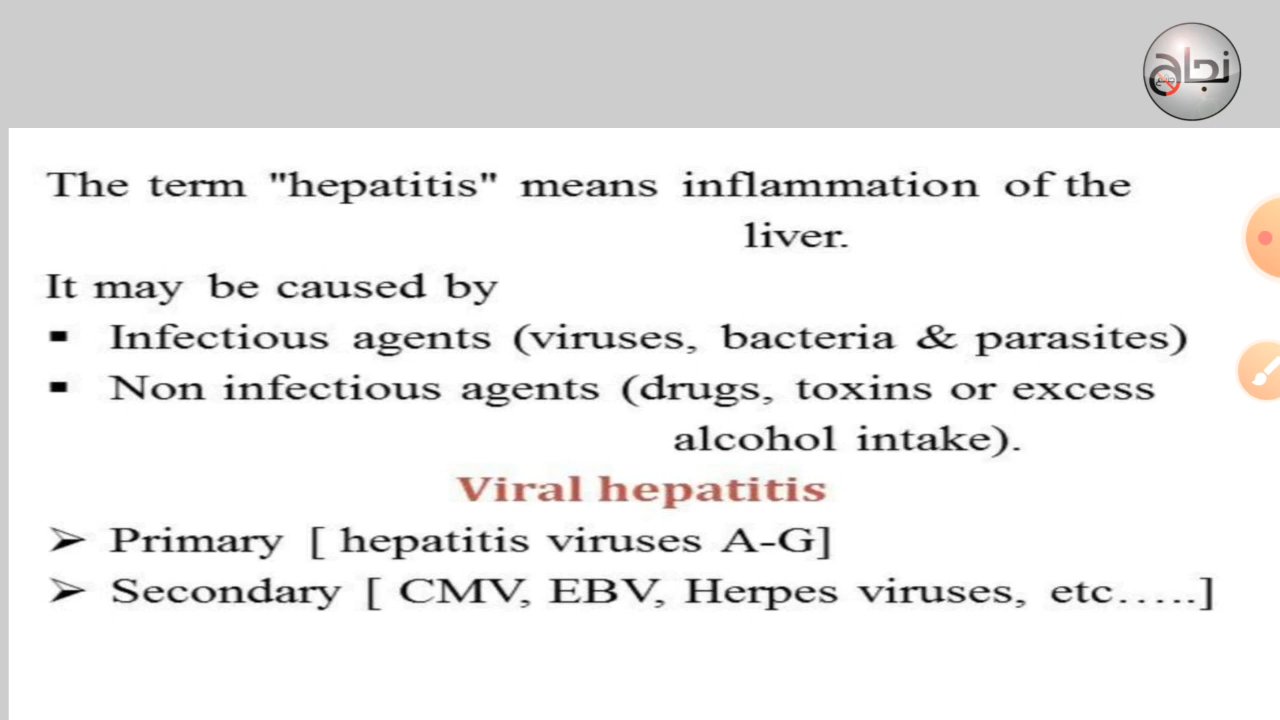 نجاح
The term "hepatitis" means inflammation of the
liver.
It may be caused by
▪ Infectious agents (viruses, bacteria & parasites)
▪ Non infectious agents (drugs, toxins or excess
alcohol intake).
Viral hepatitis
➢ Primary [ hepatitis viruses A-G]
➢ Secondary [ CMV, EBV, Herpes viruses, etc…..]